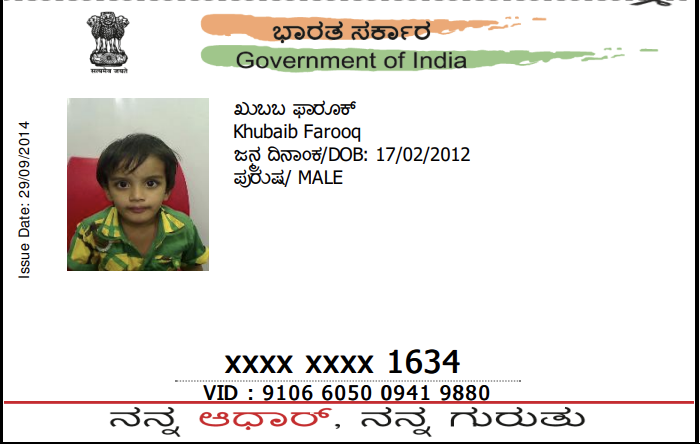 ಭಾರತ ಸರ್ಕಾರ
Government of India
सत्यमेव जयते
Issue Date: 29/09/2014
ಖುಬಬ ಫಾರೂಕ್
Khubaib Farooq
ಜನ್ಮ ದಿನಾಂಕ/DOB: 17/02/2012
ಪುರುಷ/ MALE
xxxx xxxx 1634
VID : 9106 6050 0941 9880
ನನ್ನ ಆಧಾರ್, ನನ್ನ ಗುರುತು